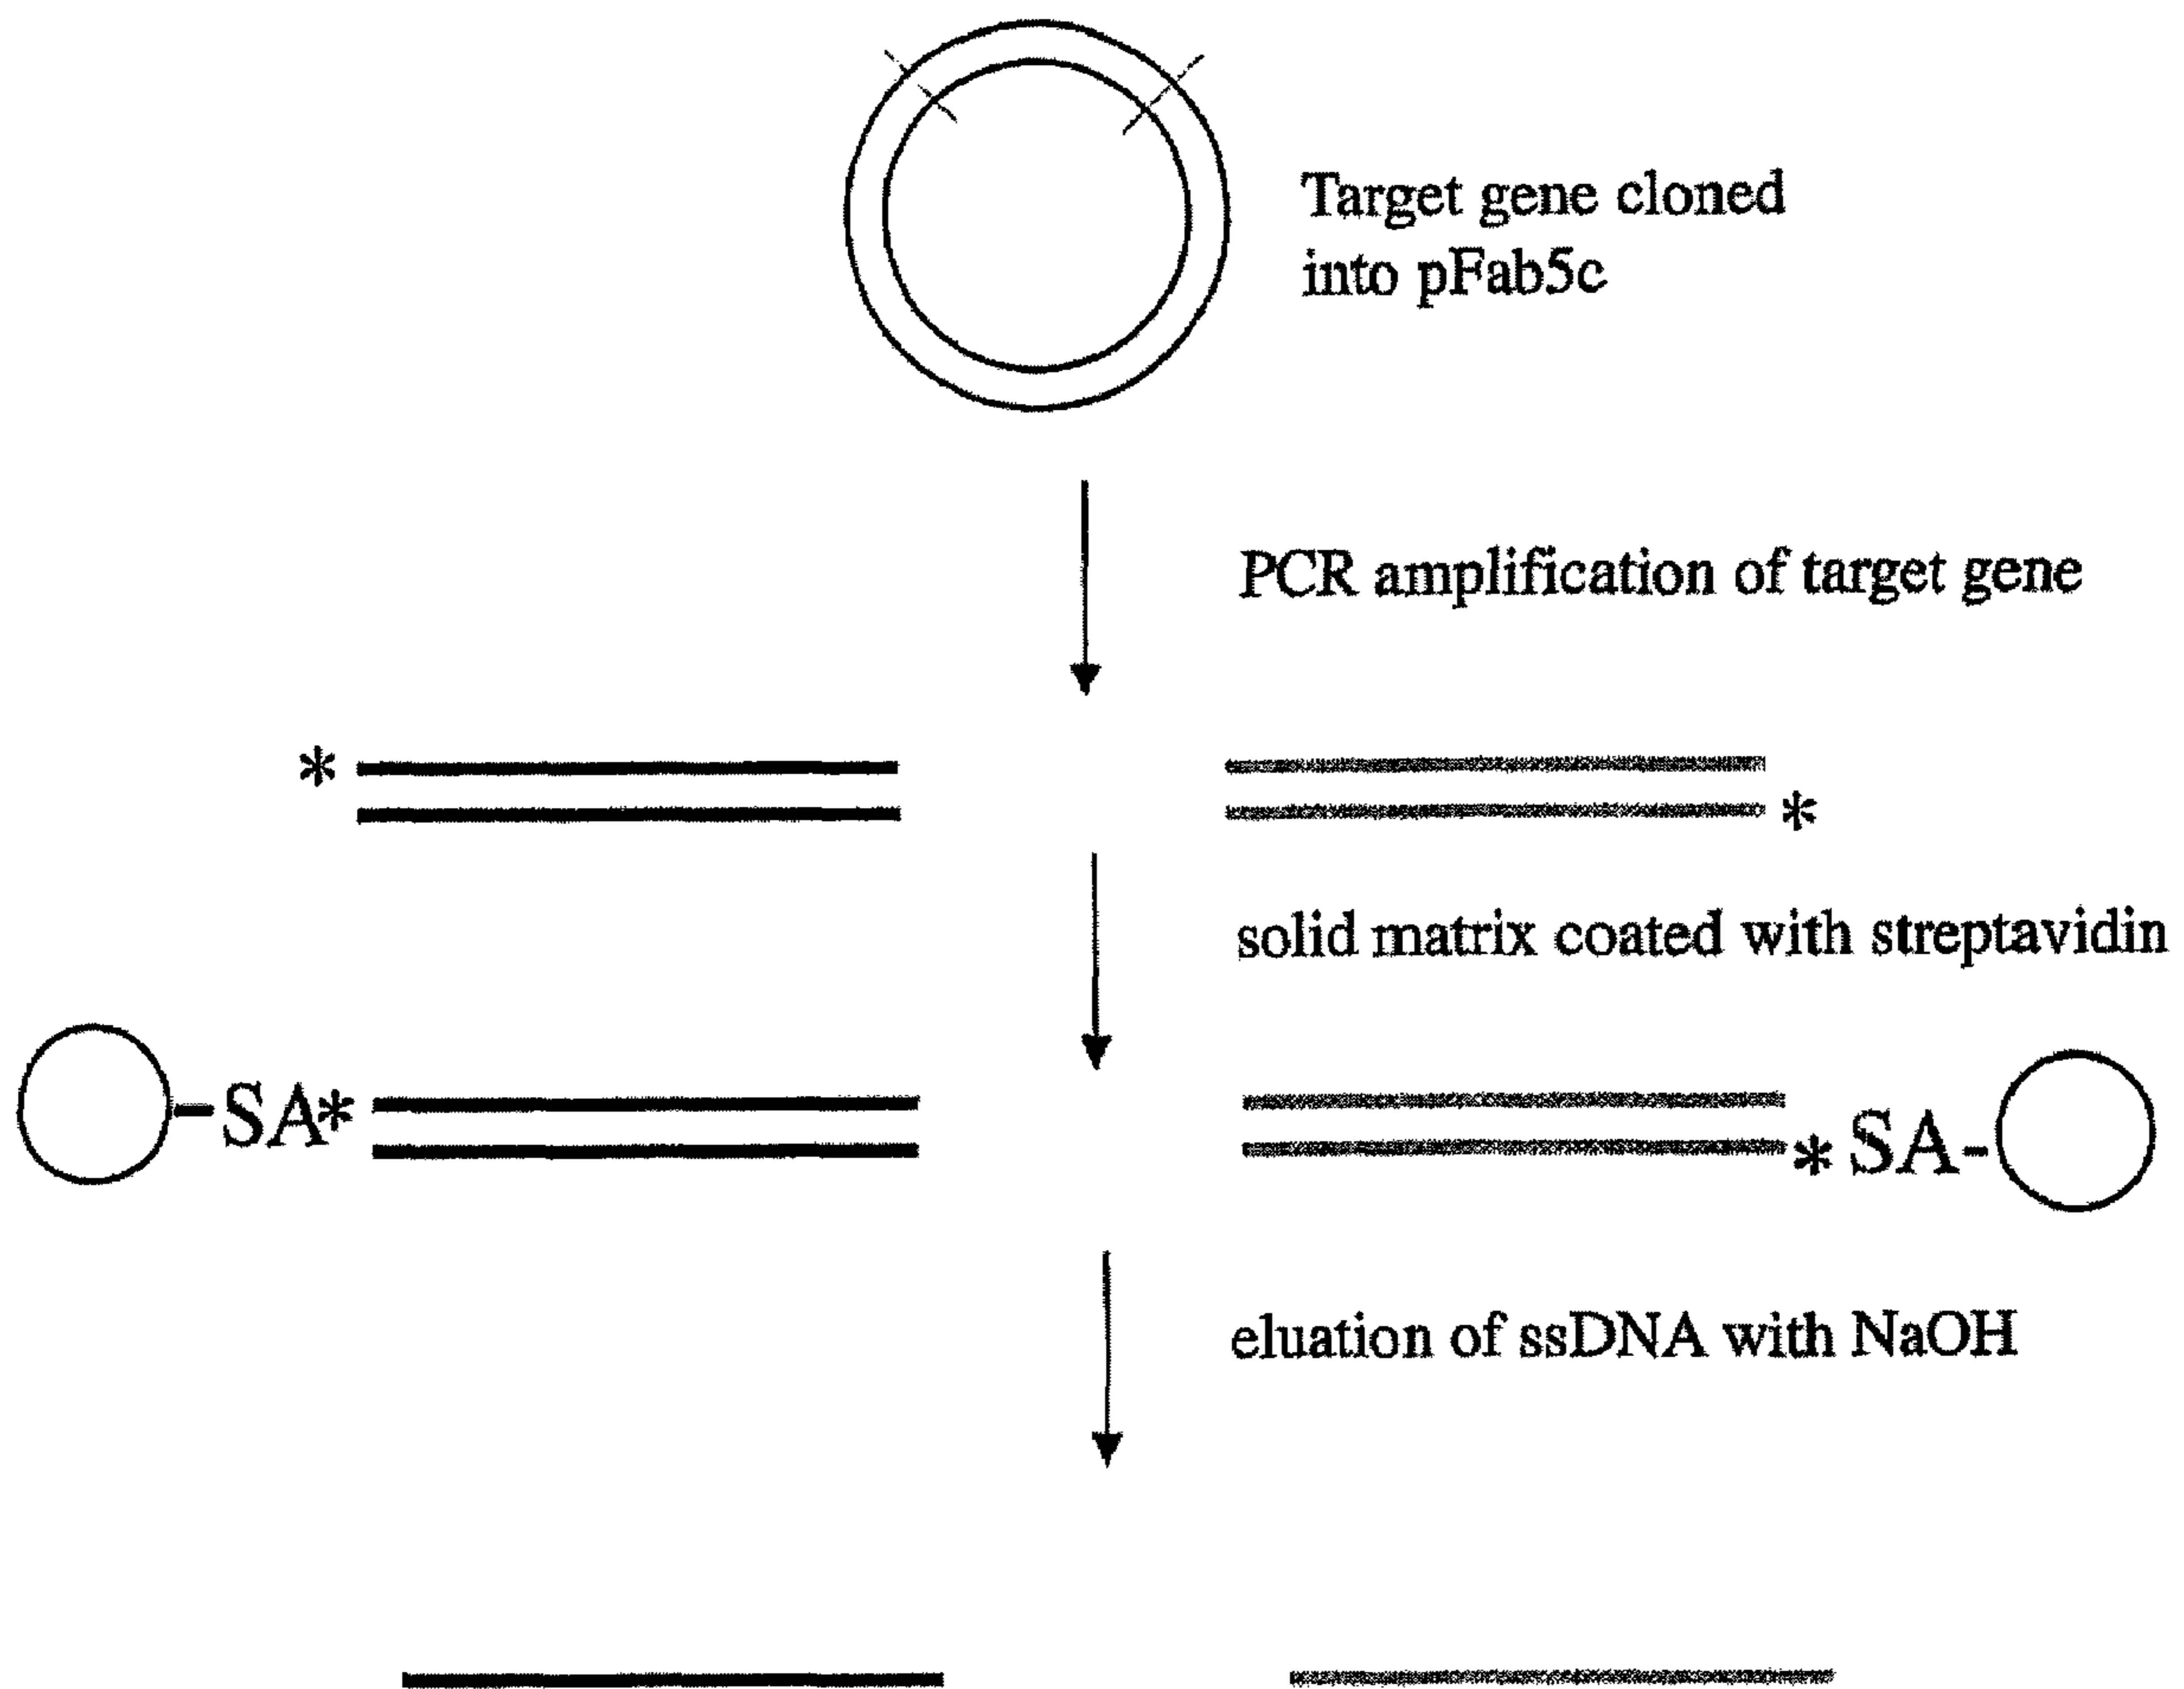 Target gene cloned
into pFab5c
PCR amplification of target gene
*
*
solid matrix coated with streptavidin
-SA*
* SA-
eluation of ssDNA with NaOH